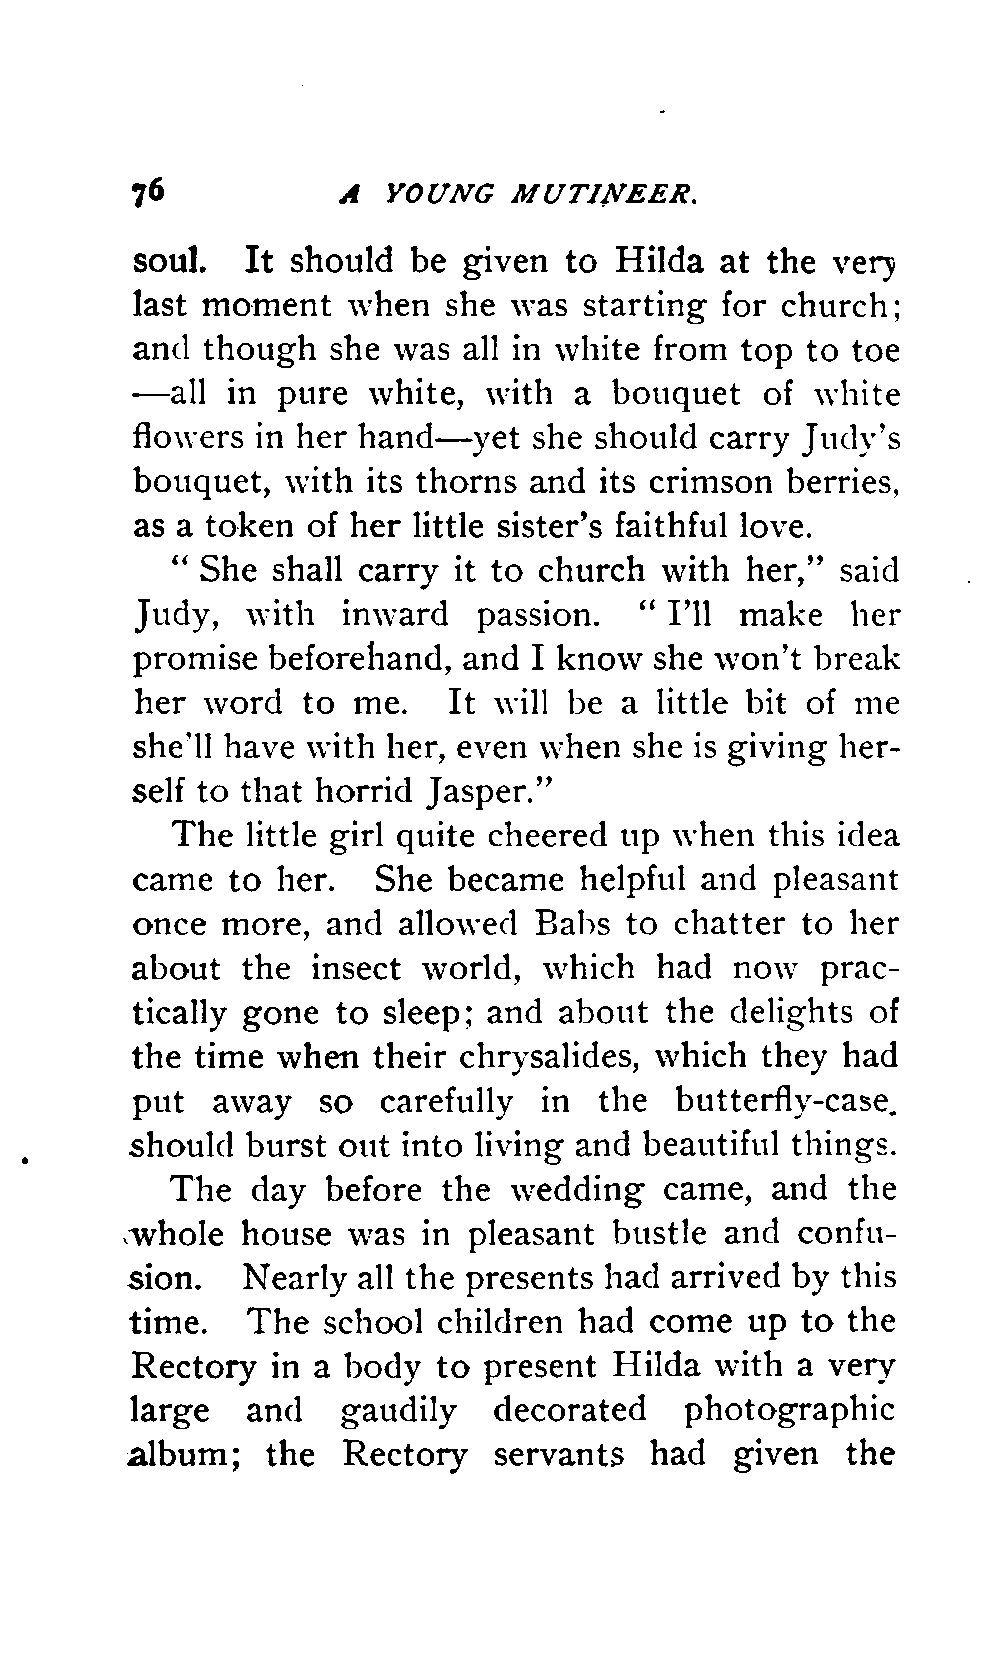 76 A YOUNG MUTINEER.
soul. It should be given to Hilda at the very
last moment when she was starting for church;
and though she was all in white from top to toe
—all in pure white, with a bouquet of white
flowers in her hand—yet she should carry Judy's
bouquet, with its thorns and its crimson berries,
as a token of her little sister's faithful love.
“ She shall carry it to church with her,” said
Judy, with inward passion. “ I'll make her
promise beforehand, and I know she won't break
her word to me. It will be a little bit of me
she'll have with her, even when she is giving her-
self to that horrid Jasper.”
The little girl quite cheered up when this idea
came to her. She became helpful and pleasant
once more, and allowed Babs to chatter to her
about the insect world, which had now prac-
tically gone to sleep; and about the delights of
the time when their chrysalides, which they had
put away so carefully in the butterfly-case.
should burst out into living and beautiful things.
The day before the wedding came, and the
whole house was in pleasant bustle and confu-
sion. Nearly all the presents had arrived by this
time. The school children had come up to the
Rectory in a body to present Hilda with a very
large and gaudily decorated photographic
album; the Rectory servants had given the